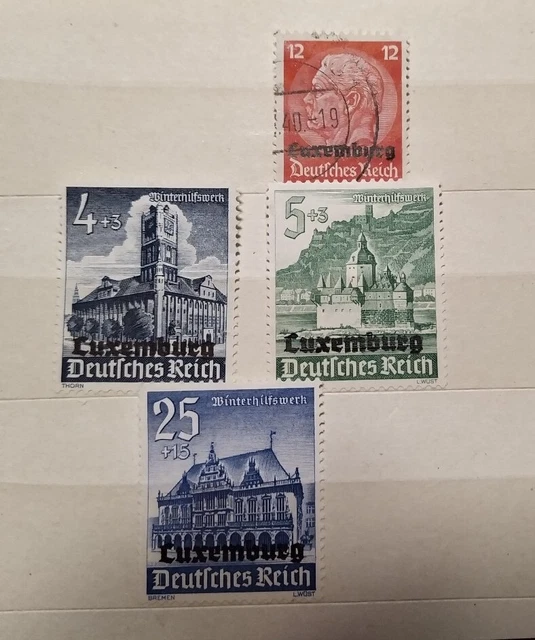 12 12
40.-19
Luxemburg
Deutsches Reich
4+3 Winterhilfswerk
Luxemburg
Deutsches Reich
THORN
5+3 Winterhilfswerk
Luxemburg
Deutsches Reich
L.WÜST
25 Winterhilfswerk
+15
Luxemburg
Deutsches Reich
BREMEN L.WÜST